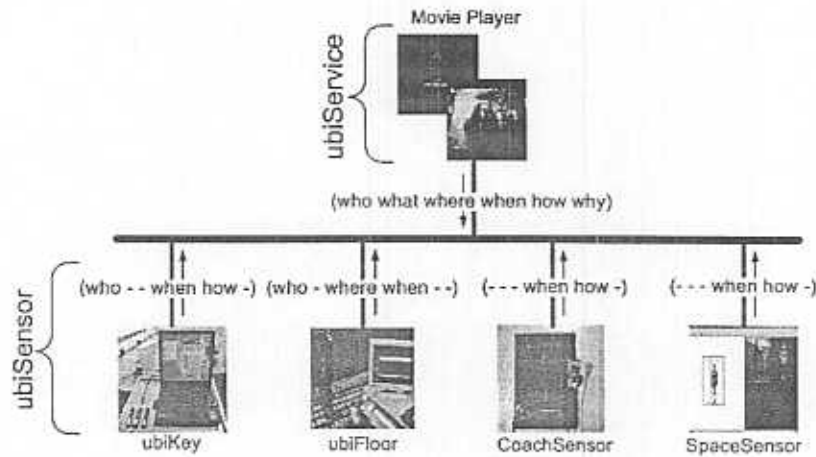 Movie Player
ubiService
(who what where when how why)
ubiSensor
(who - - when how -)
(who - where when - -)
(- - - when how -)
(- - - when how -)
ubiKey
ubiFloor
CoachSensor
SpaceSensor